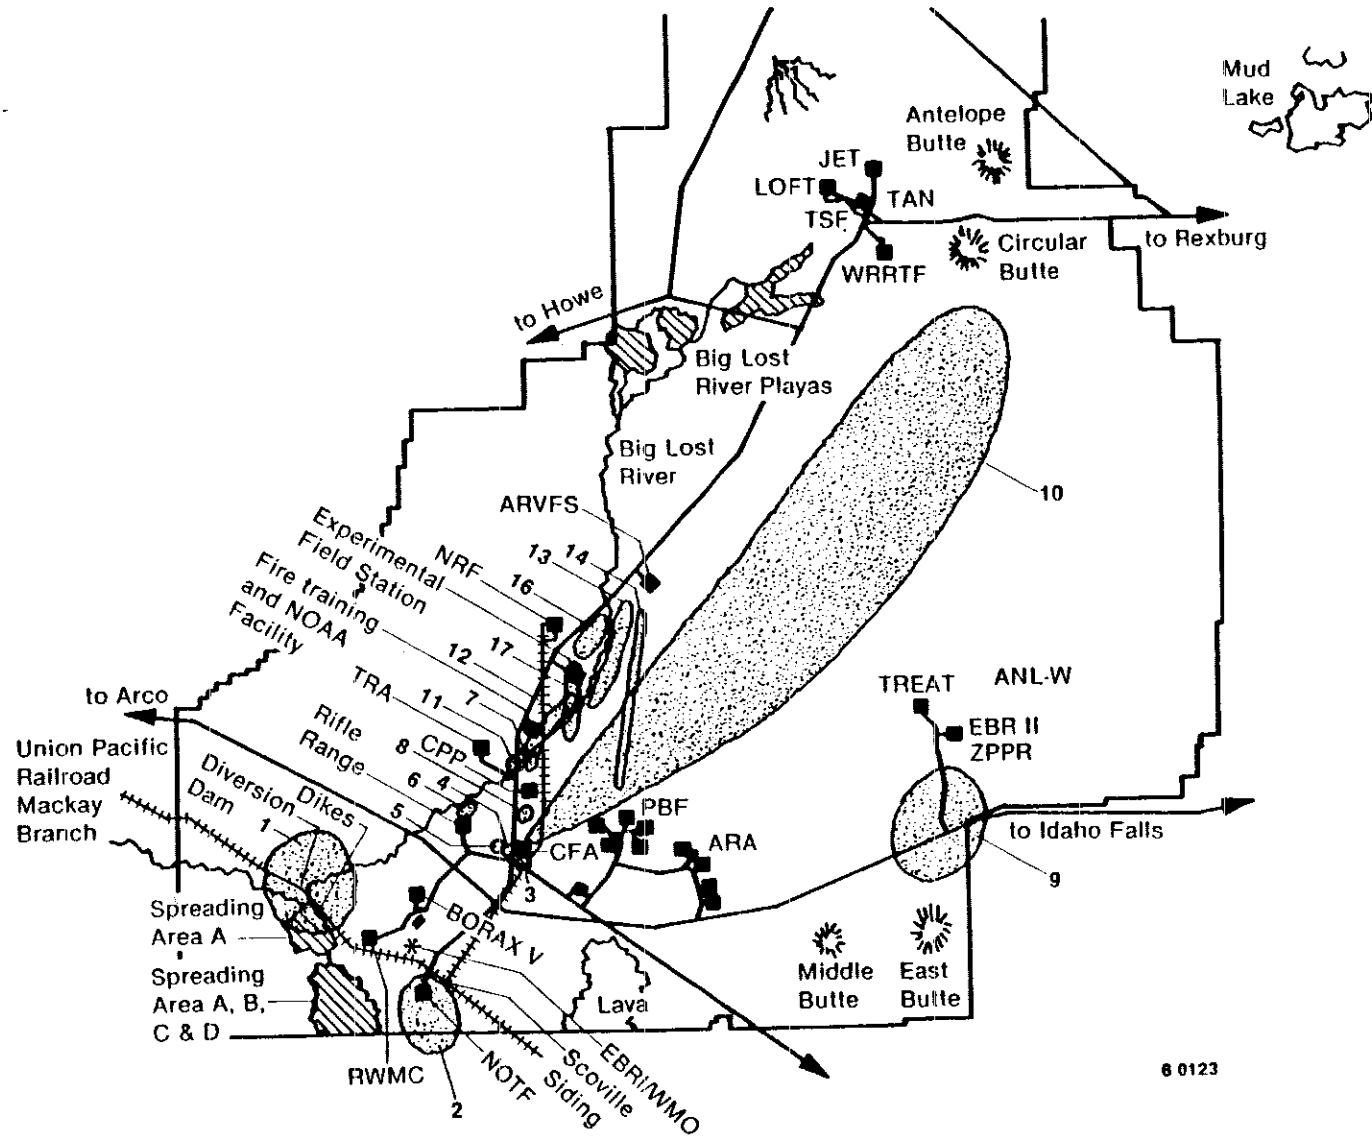 Mud
Lake
Antelope
Butte
JET
LOFT
TAN
TSF
WRRTF
Circular
Butte
to Rexburg
to Howe
Big Lost
River Playas
Big Lost
River
10
ARVFS
Experimental
Field Station
Fire training
and NOAA
Facility
NRF
13
14
16
17
12
7
11
TRA
Rifle
Range
CPP
8
6
4
5
to Arco
Union Pacific
Railroad
Mackay
Branch
Diversion
Dam
Dikes
1
TREAT
ANL-W
EBR II
ZPPR
PBF
ARA
CFA
3
to Idaho Falls
9
Spreading
Area A
Spreading
Area A, B,
C & D
BORAX V
Middle
Butte
East
Butte
Lava
RWMC
NOTF
2
EBRI/WMO
Scoville
Siding
6 0123